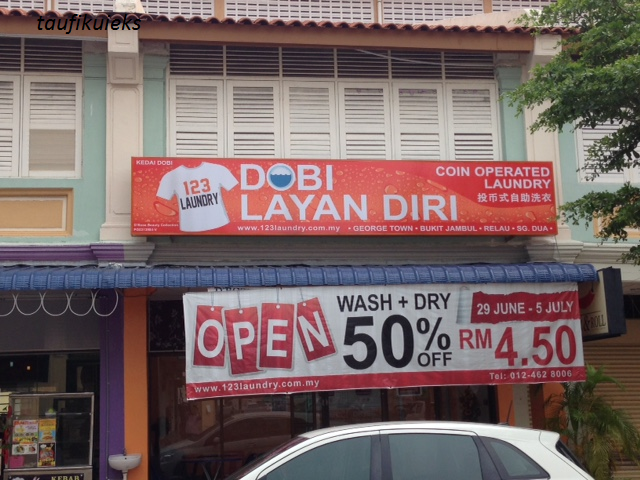 taufikuieks
KEDAI DOBI
123
LAUNDRY
DOBI
LAYAN DIRI
COIN OPERATED
LAUNDRY
投币式自助洗衣
www.123laundry.com.my • GEORGE TOWN • BUKIT JAMBUL • RELAU • SG. DUA
OPEN
WASH + DRY
50%
OFF
29 JUNE - 5 JULY
RM 4.50
www.123laundry.com.my
Tel: 012-462 8006
KEBAB